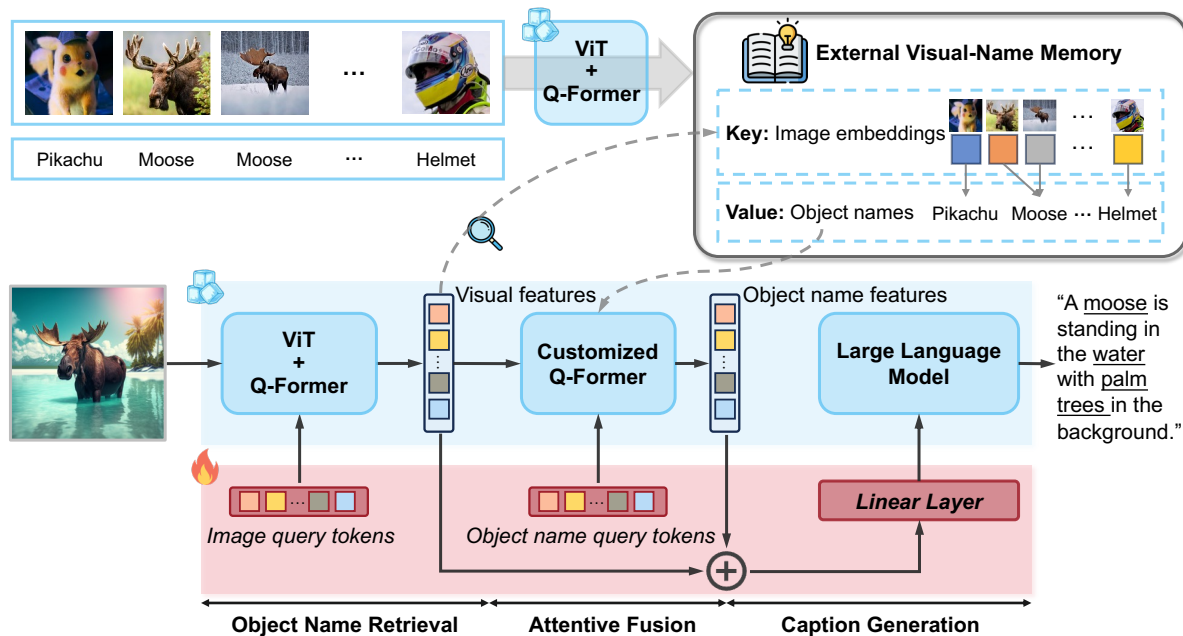 ViT
+
Q-Former
External Visual-Name Memory
Key: Image embeddings
...
Value: Object names
Pikachu Moose ... Helmet
...
Pikachu Moose Moose ... Helmet
Visual features
Object name features
ViT
+
Q-Former
Customized
Q-Former
Large Language
Model
“A moose is
standing in
the water
with palm
trees in the
background.”
Image query tokens
Object name query tokens
Linear Layer
+
Object Name Retrieval
Attentive Fusion
Caption Generation